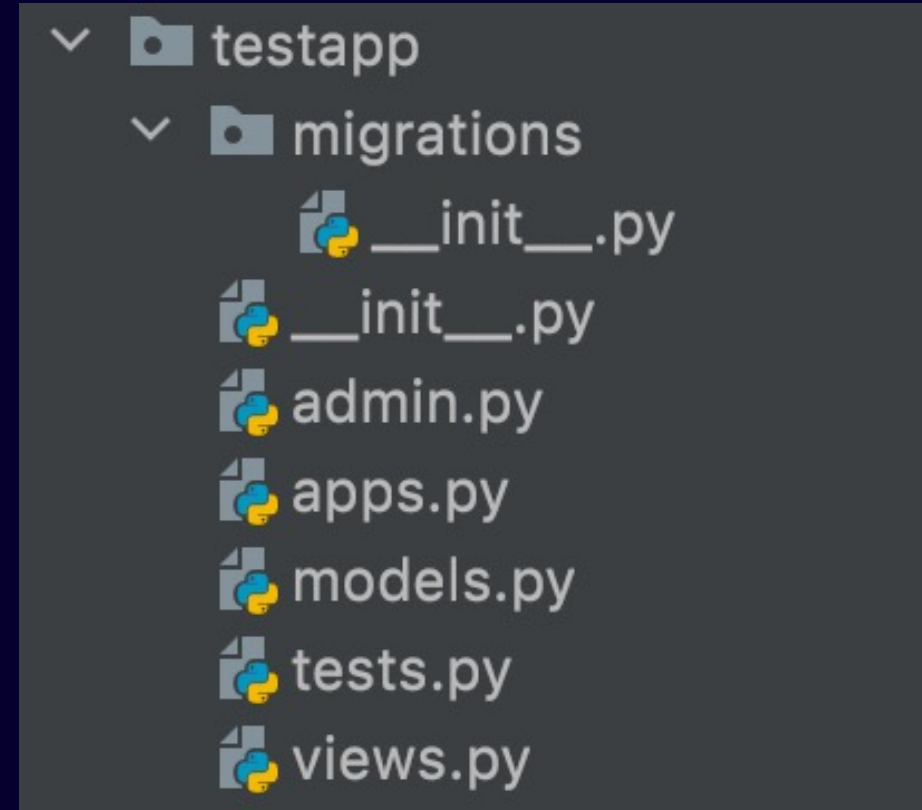 testapp
migrations
__init__.py
__init__.py
admin.py
apps.py
models.py
tests.py
views.py